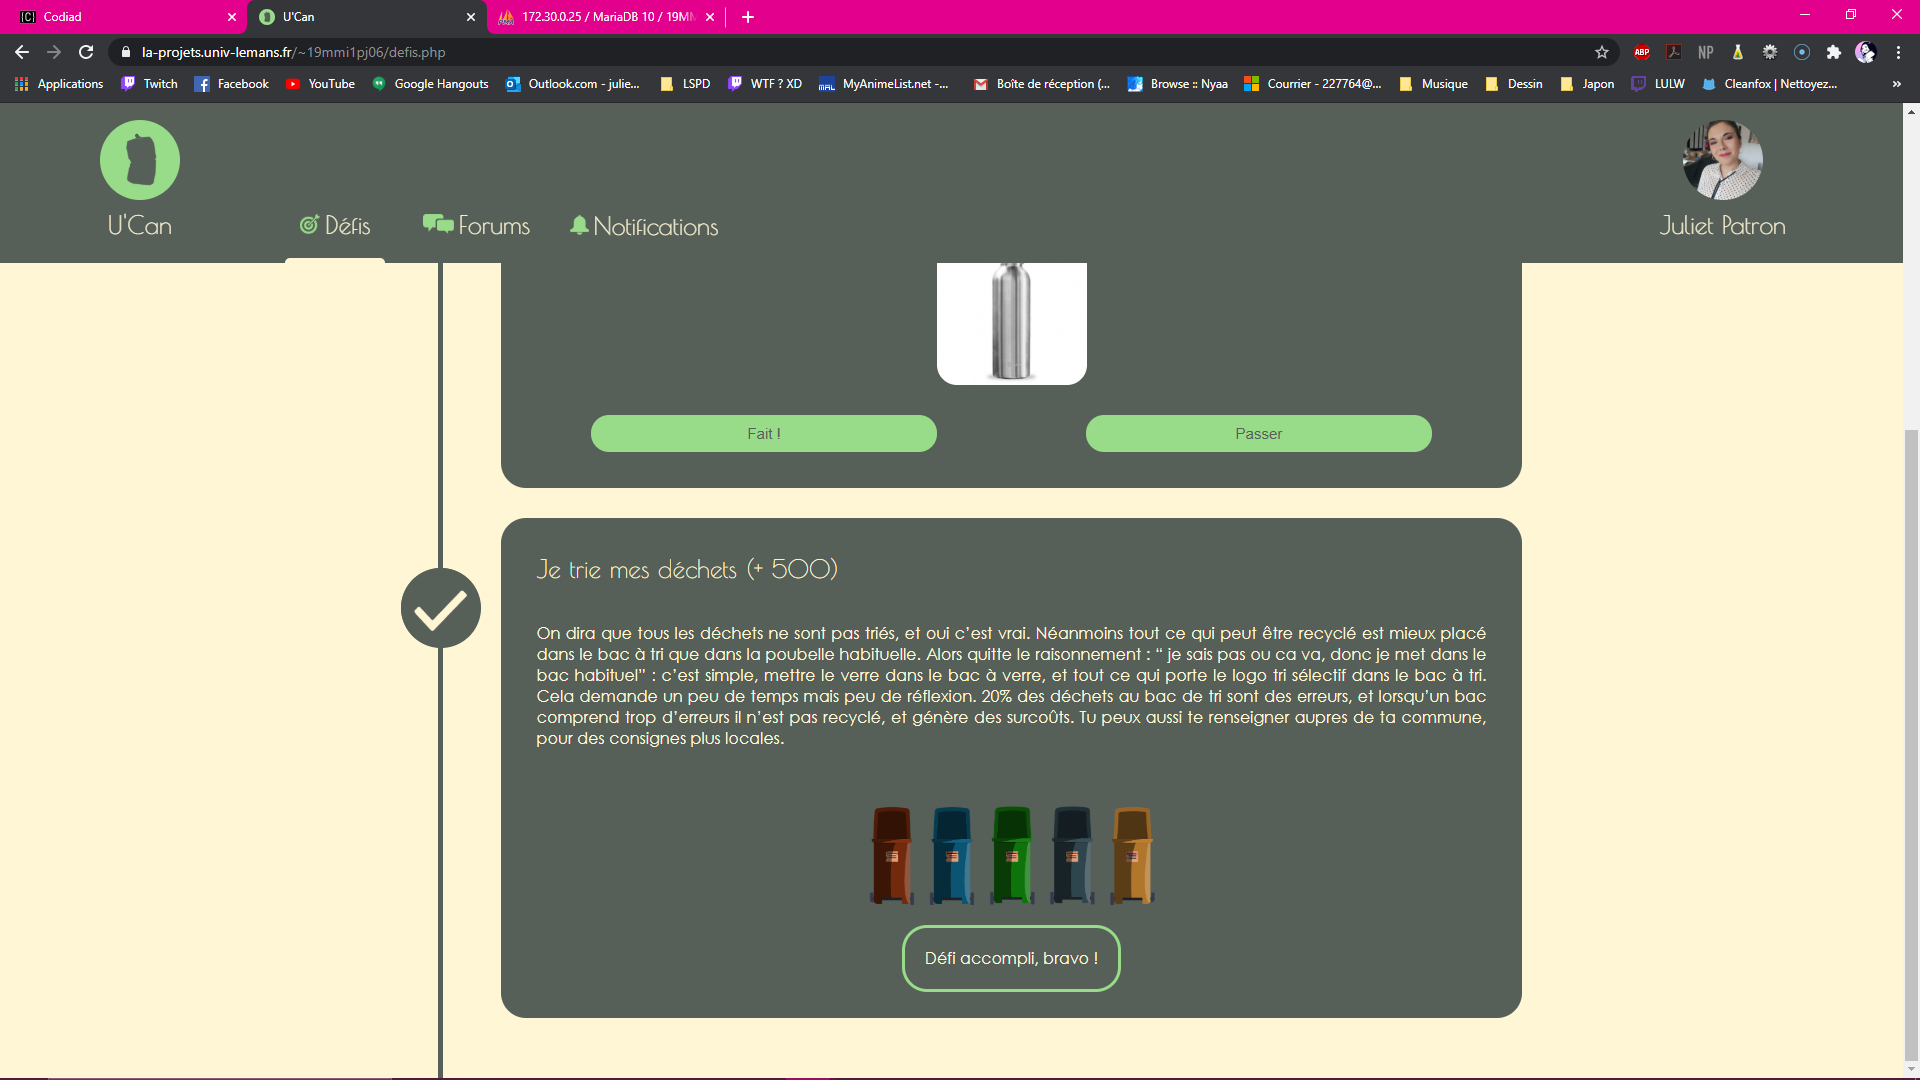 Codiad
U'Can
172.30.0.25 / MariaDB 10 / 19MM
la-projets.univ-lemans.fr/~19mmi1pj06/defis.php
ABP
NP
Applications
Twitch
Facebook
YouTube
Google Hangouts
Outlook.com - julie...
LSPD
WTF ? XD
MAL
MyAnimeList.net -...
Boîte de réception (...
Browse :: Nyaa
Courrier - 227764@...
Musique
Dessin
Japon
LULW
Cleanfox | Nettoyez...
U'Can
Défis
Forums
Notifications
Juliet Patron
Fait !
Passer
Je trie mes déchets (+ 500)
On dira que tous les déchets ne sont pas triés, et oui c’est vrai. Néanmoins tout ce qui peut être recyclé est mieux placé
dans le bac à tri que dans la poubelle habituelle. Alors quitte le raisonnement : “ je sais pas ou ca va, donc je met dans le
bac habituel” : c’est simple, mettre le verre dans le bac à verre, et tout ce qui porte le logo tri sélectif dans le bac à tri.
Cela demande un peu de temps mais peu de réflexion. 20% des déchets au bac de tri sont des erreurs, et lorsqu’un bac
comprend trop d’erreurs il n’est pas recyclé, et génère des surcoûts. Tu peux aussi te renseigner aupres de ta commune,
pour des consignes plus locales.
Défi accompli, bravo !